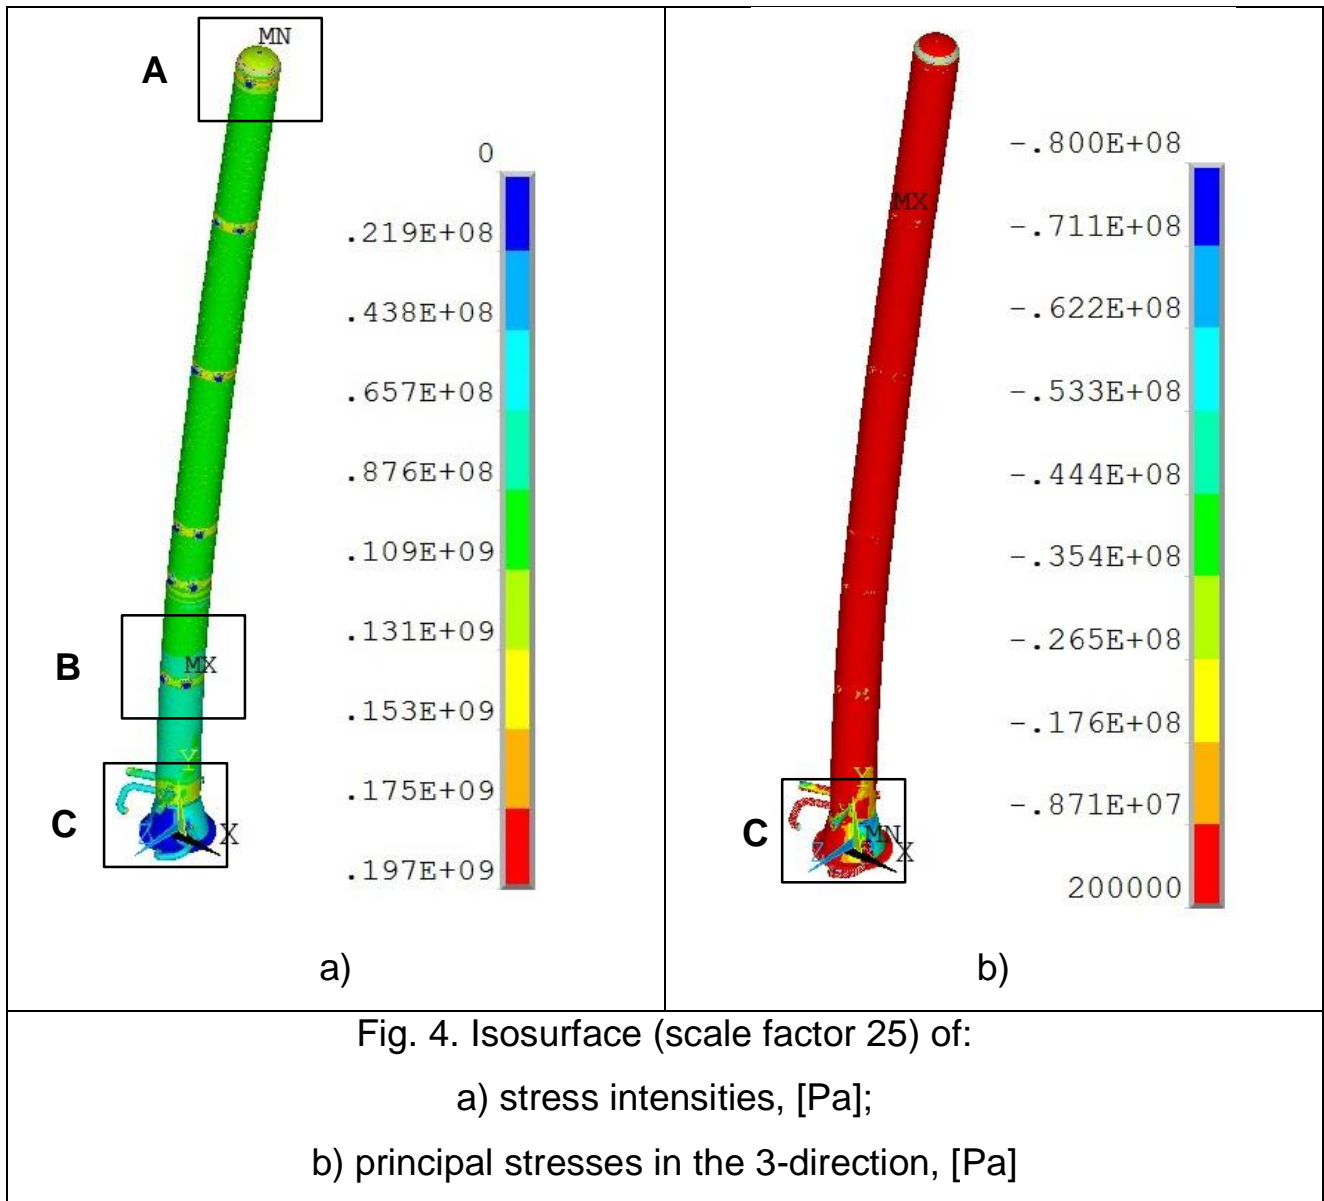 MN
A
0
.219E+08
.438E+08
.657E+08
.876E+08
.109E+09
.131E+09
B
MX
.153E+09
Y
.175E+09
C
Z
X
.197E+09
a)
-.800E+08
MX
-.711E+08
-.622E+08
-.533E+08
-.444E+08
-.354E+08
-.265E+08
-.176E+08
Y
-.871E+07
C
MN
Z
X
200000
b)
Fig. 4. Isosurface (scale factor 25) of:
a) stress intensities, [Pa];
b) principal stresses in the 3-direction, [Pa]